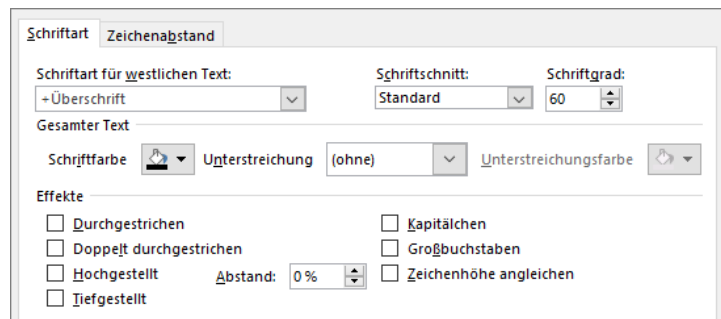 Schriftart Zeichenabstand
Schriftart für westlichen Text: Schriftschnitt: Schriftgrad:
+Überschrift Standard 60
Gesamter Text
Schriftfarbe Unterstreichung (ohne) Unterstreichungsfarbe
Effekte
Durchgestrichen Kapitälchen
Doppelt durchgestrichen Großbuchstaben
Hochgestellt Abstand: 0 % Zeichenhöhe angleichen
Tiefgestellt